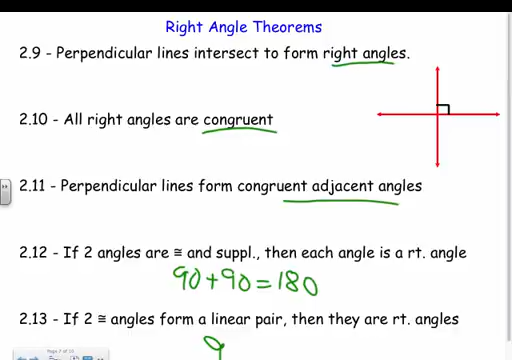 Right Angle Theorems
2.9 - Perpendicular lines intersect to form right angles.
2.10 - All right angles are congruent
2.11 - Perpendicular lines form congruent adjacent angles
2.12 - If 2 angles are ≅ and suppl., then each angle is a rt. angle
90+90=180
2.13 - If 2 ≅ angles form a linear pair, then they are rt. angles
9